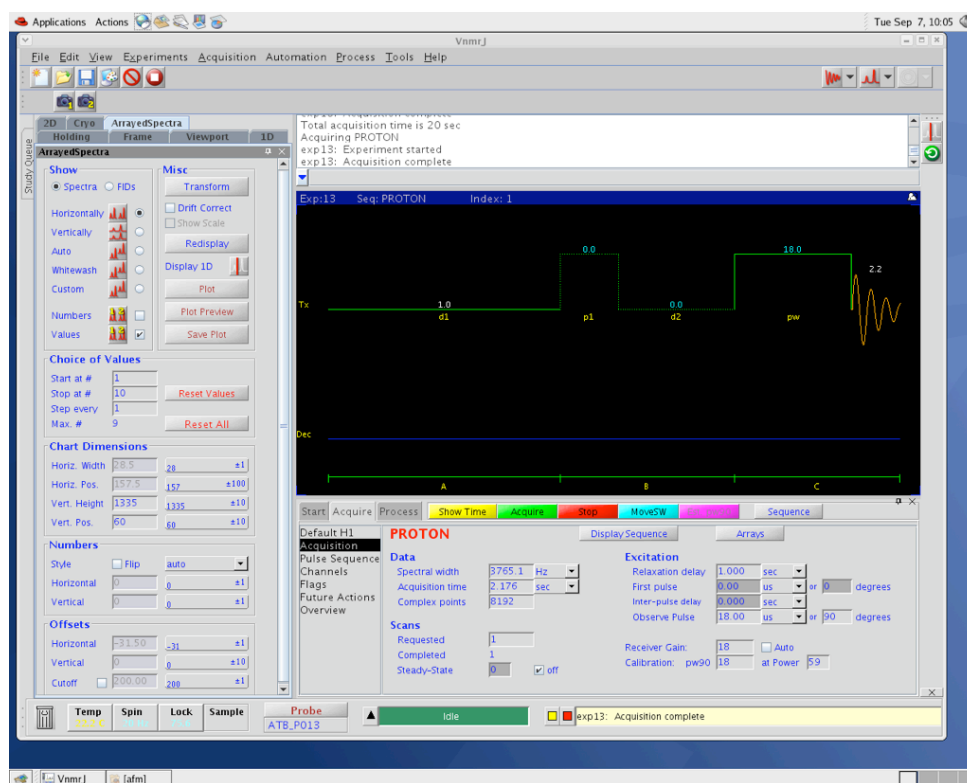 Applications Actions Tue Sep 7, 10:05
VnmrJ
File Edit View Experiments Acquisition Automation Process Tools Help
2D Cryo ArrayedSpectra
Holding Frame Viewport 1D
Study Queue
ArrayedSpectra
Show
Spectra FIDs
Horizontally
Vertically
Auto
Whitewash
Custom
Numbers
Values
Misc
Transform
Drift Correct
Show Scale
Redisplay
Display 1D
Plot
Plot Preview
Save Plot
Choice of Values
Start at # 1
Stop at # 10 Reset Values
Step every 1
Max. # 9 Reset All
Chart Dimensions
Horiz. Width 28.5 28 ±1
Horiz. Pos. 157.5 157 ±100
Vert. Height 1335 1335 ±10
Vert. Pos. 60 60 ±10
Numbers
Style Flip auto
Horizontal 0 0 ±1
Vertical 0 0 ±1
Offsets
Horizontal -31.50 -31 ±1
Vertical 0 0 ±10
Cutoff 200.00 200 ±1
Total acquisition time is 20 sec
Acquiring PROTON
exp13: Experiment started
exp13: Acquisition complete
Exp:13 Seq: PROTON Index: 1
0.0 18.0
2.2
Tx 1.0 0.0
d1 p1 d2 pw
Dec
A B C
Start Acquire Process Show Time Acquire Stop MoveSW Sequence
Default H1
Acquisition
Pulse Sequence
Channels
Flags
Future Actions
Overview
PROTON Display Sequence Arrays
Data
Spectral width 3765.1 Hz
Acquisition time 2.176 sec
Complex points 8192
Scans
Requested 1
Completed 1
Steady-State 0 off
Excitation
Relaxation delay 1.000 sec
First pulse 0.00 us or 0 degrees
Inter-pulse delay 0.000 sec
Observe Pulse 18.00 us or 90 degrees
Receiver Gain: 18 Auto
Calibration: pw90 18 at Power 59
Temp Spin Lock Sample Probe
ATB_P013
Idle
exp13: Acquisition complete
VnmrJ [afm]